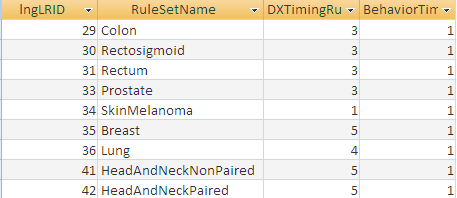 lngLRID RuleSetName DXTimingRu BehaviorTim
29 Colon 3 1
30 Rectosigmoid 3 1
31 Rectum 3 1
33 Prostate 3 1
34 SkinMelanoma 1 1
35 Breast 5 1
36 Lung 4 1
41 HeadAndNeckNonPaired 5 1
42 HeadAndNeckPaired 5 1